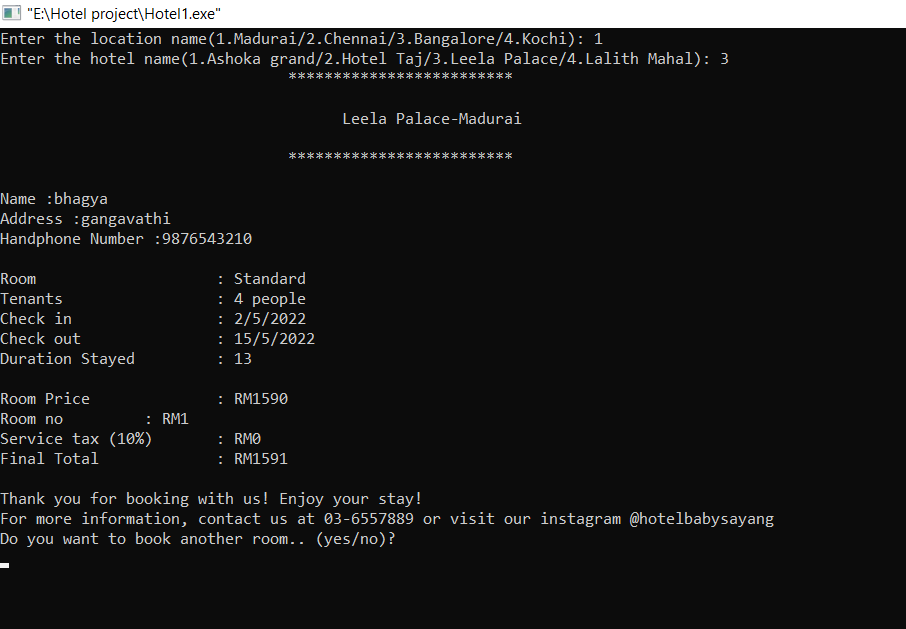 "E:\Hotel project\Hotel1.exe"
Enter the location name(1.Madurai/2.Chennai/3.Bangalore/4.Kochi): 1
Enter the hotel name(1.Ashoka grand/2.Hotel Taj/3.Leela Palace/4.Lalith Mahal): 3
*************************
Leela Palace-Madurai
*************************
Name :bhagya
Address :gangavathi
Handphone Number :9876543210
Room : Standard
Tenants : 4 people
Check in : 2/5/2022
Check out : 15/5/2022
Duration Stayed : 13
Room Price : RM1590
Room no : RM1
Service tax (10%) : RM0
Final Total : RM1591
Thank you for booking with us! Enjoy your stay!
For more information, contact us at 03-6557889 or visit our instagram @hotelbabysayang
Do you want to book another room.. (yes/no)?